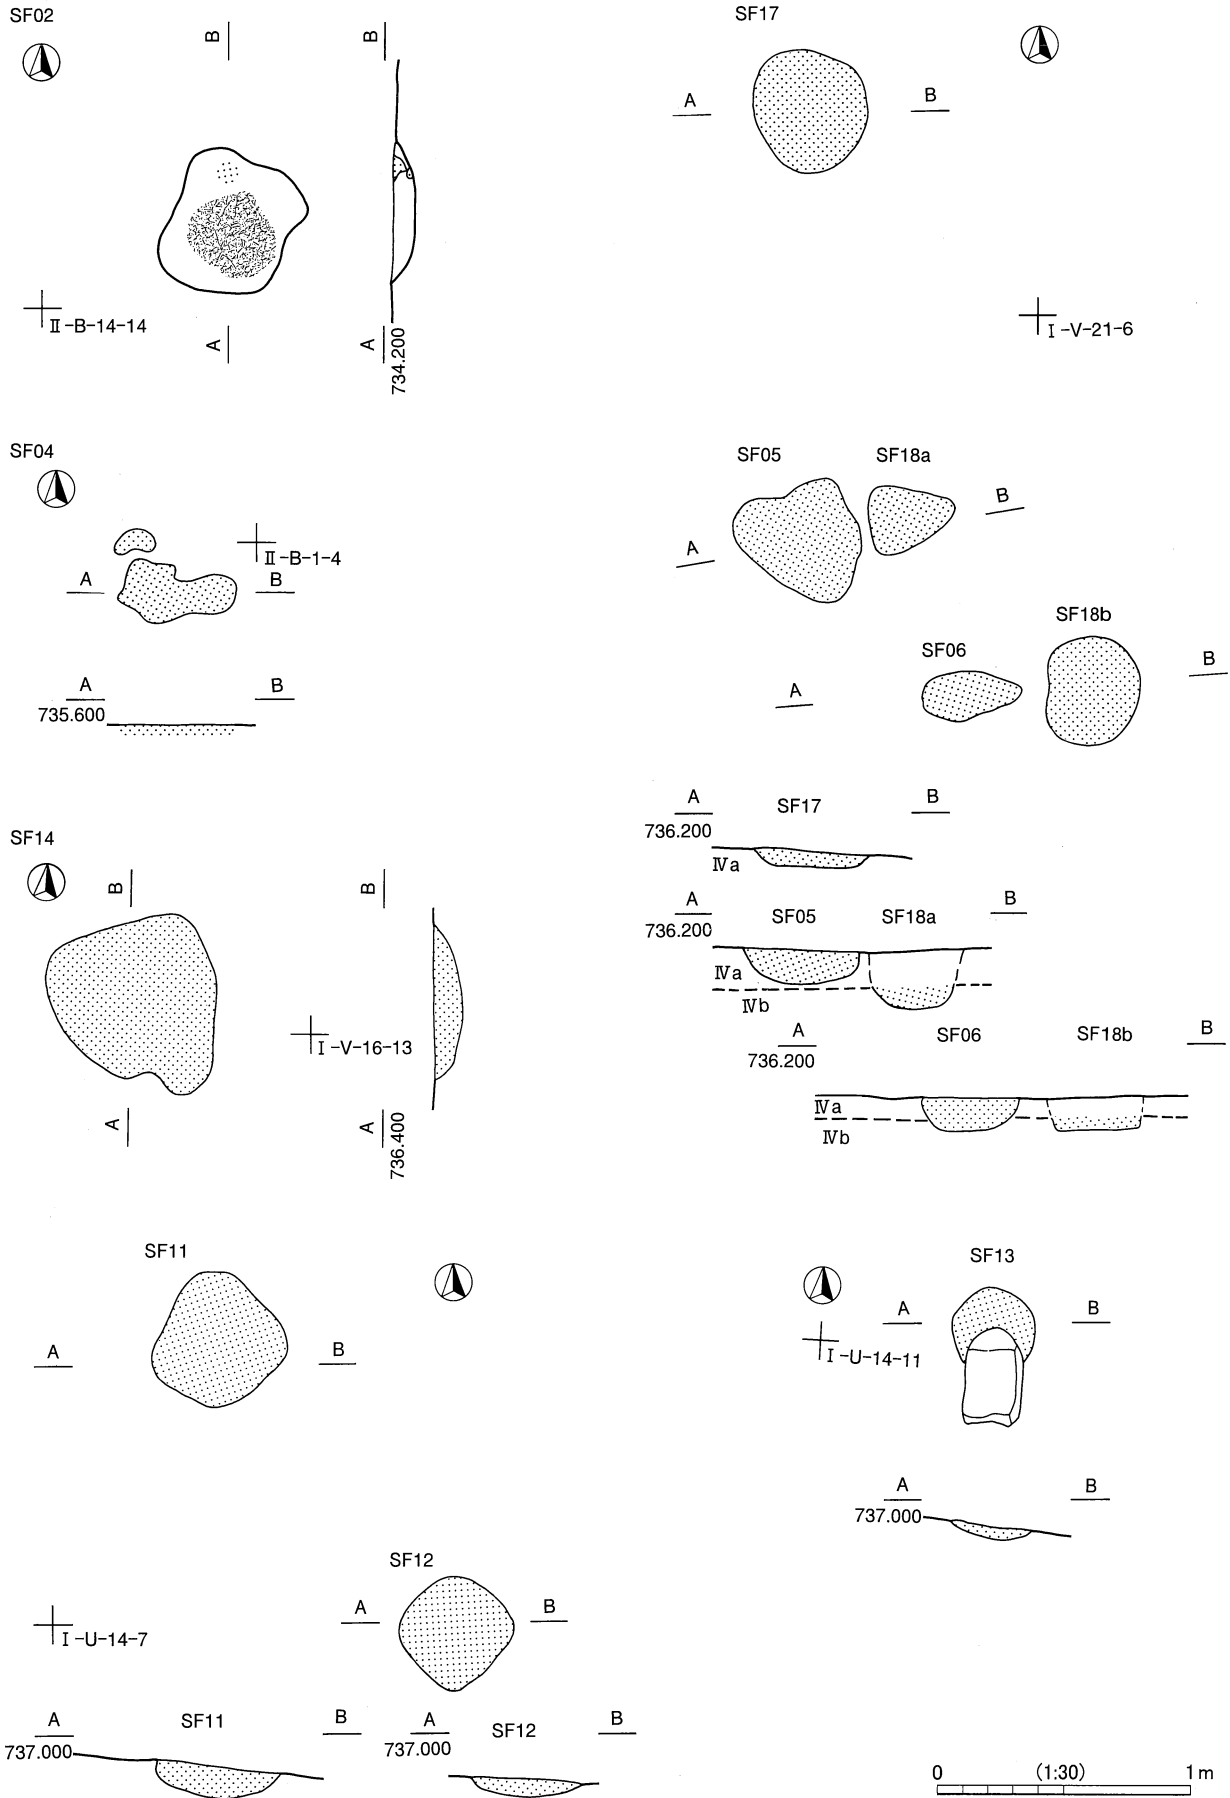 SF02
B
B
Ⅱ-B-14-14
A
A
734.200
SF17
A
B
Ⅰ-V-21-6
SF04
Ⅱ-B-1-4
A
B
A
B
735.600
SF05
SF18a
B
A
SF18b
SF06
B
A
SF14
B
B
Ⅰ-V-16-13
A
A
736.400
A
SF17
B
736.200
Ⅳa
A
SF05
SF18a
B
736.200
Ⅳa
Ⅳb
A
SF06
SF18b
B
736.200
Ⅳa
Ⅳb
SF11
A
B
SF13
A
B
Ⅰ-U-14-11
A
B
737.000
SF12
A
B
Ⅰ-U-14-7
A
SF11
B
737.000
A
SF12
B
737.000
0 (1:30) 1m